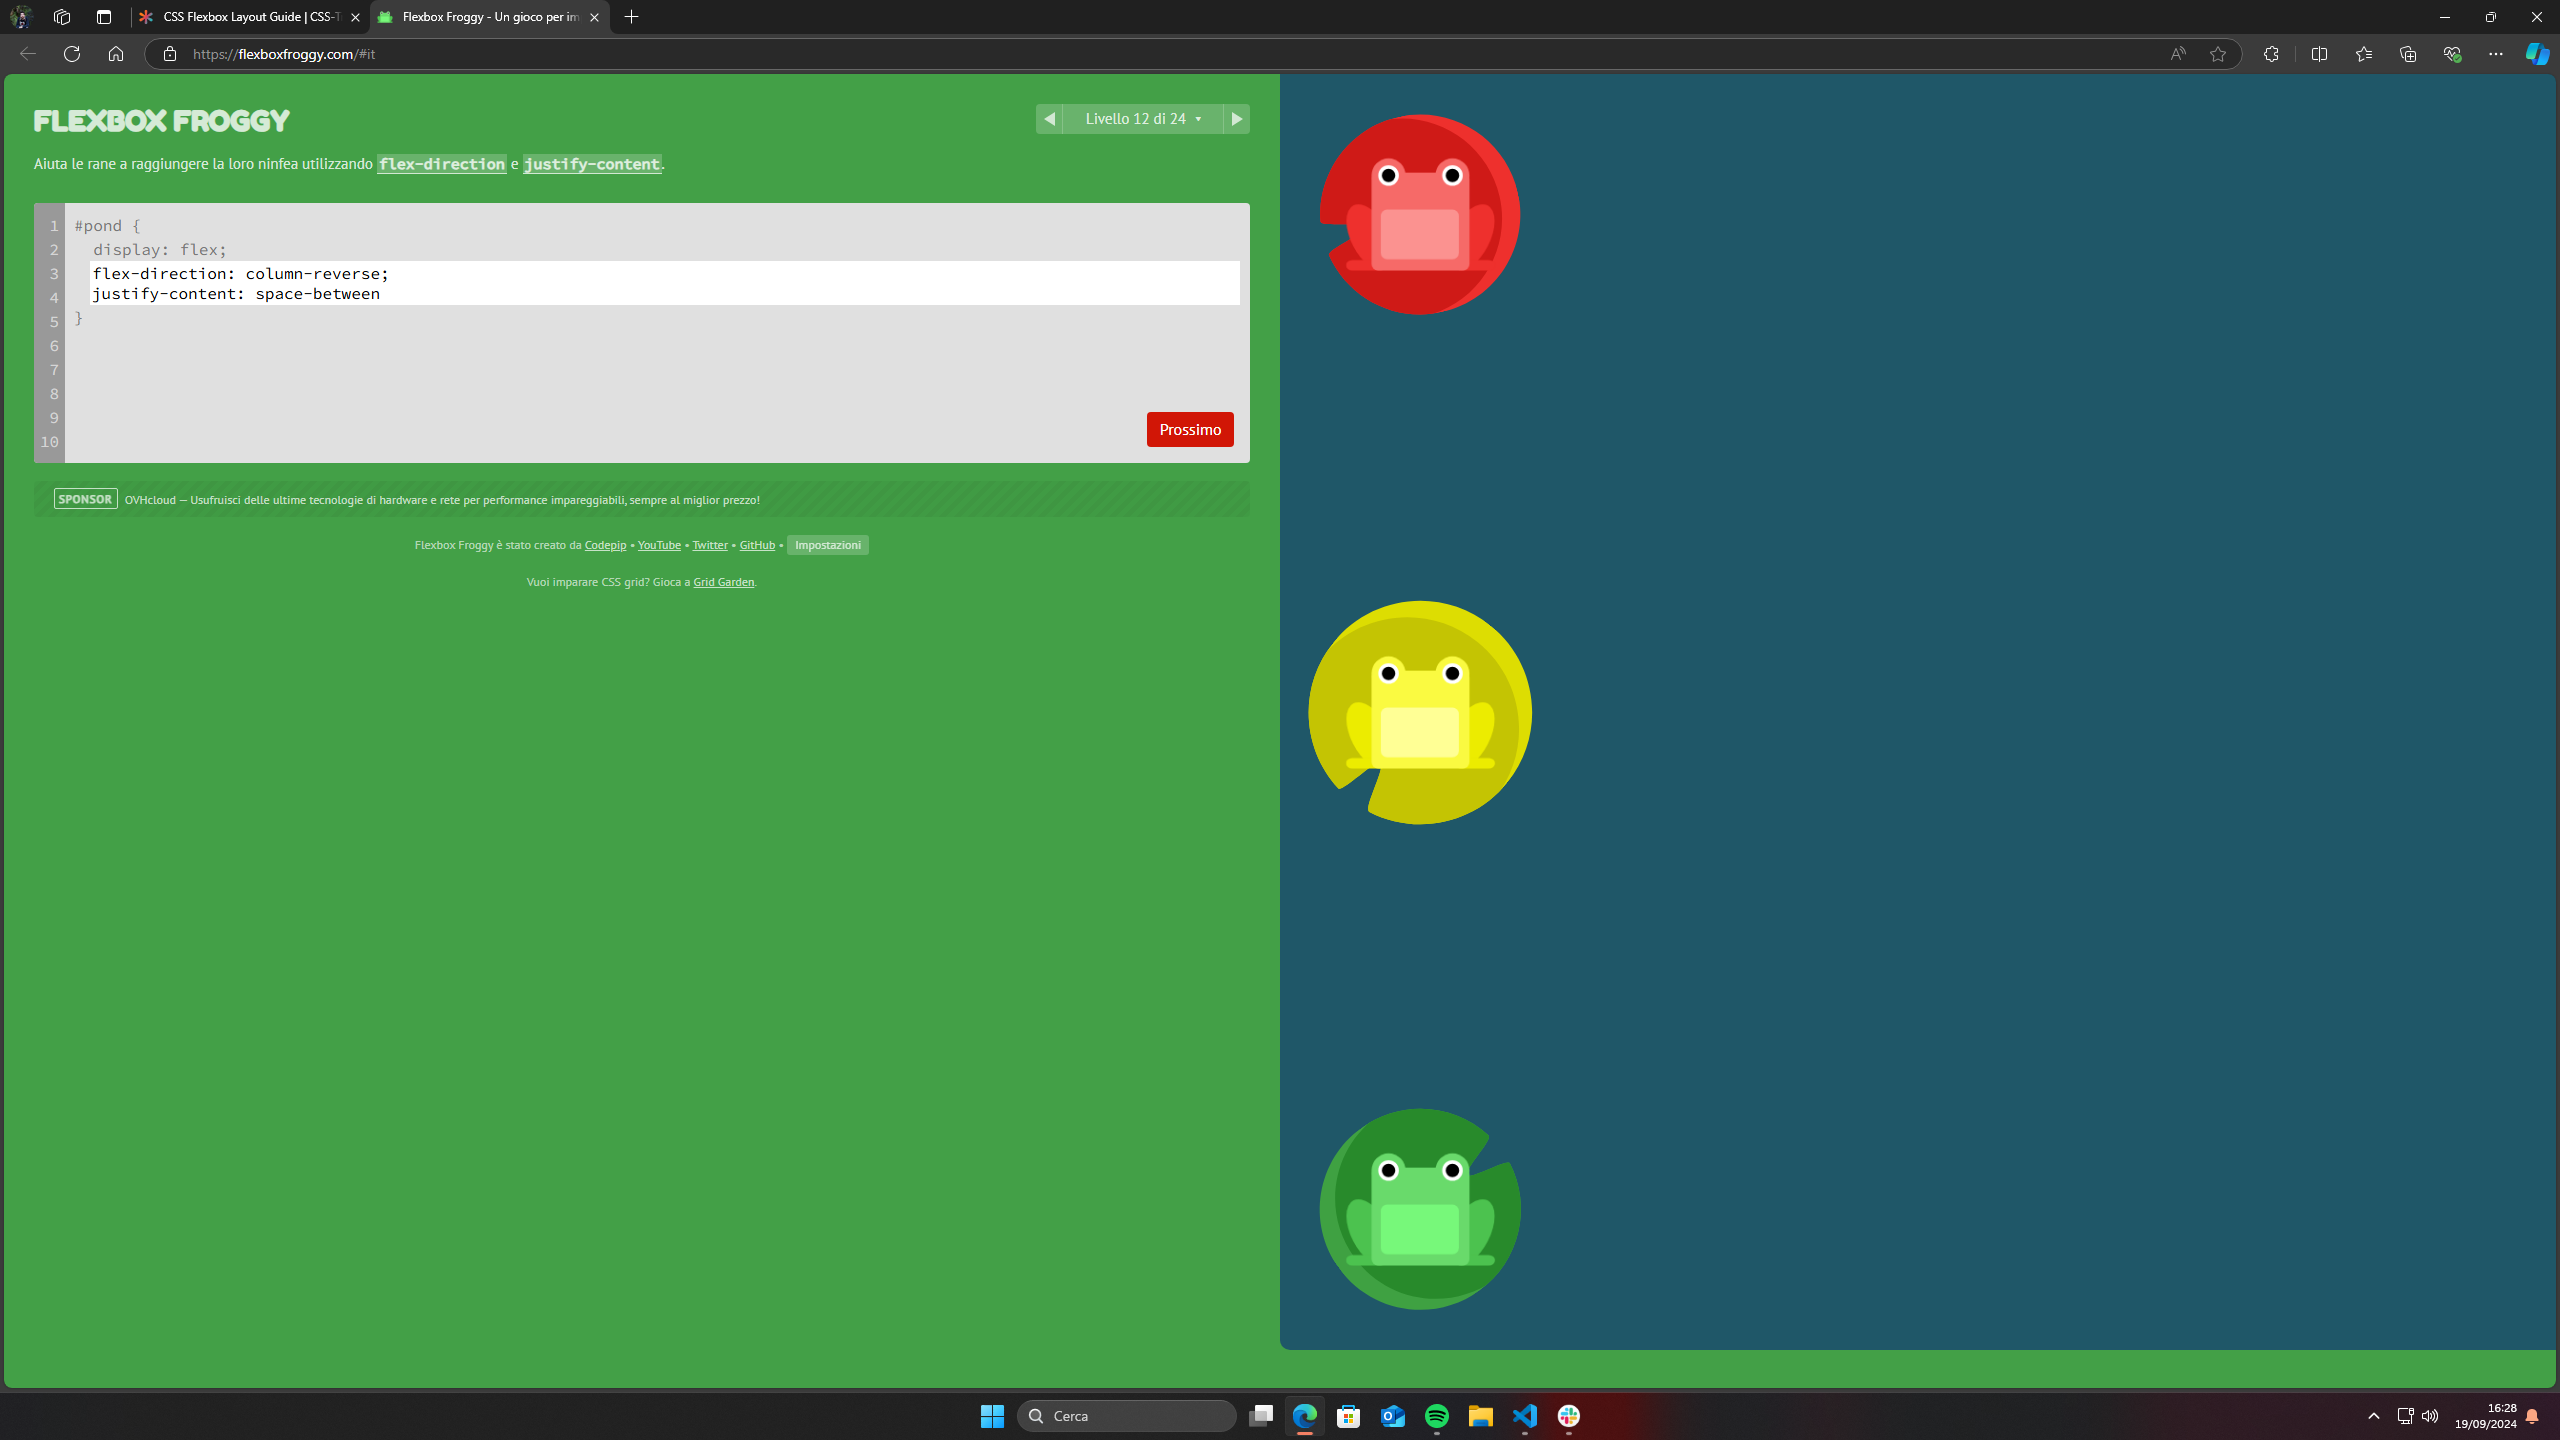 CSS Flexbox Layout Guide | CSS-T
Flexbox Froggy - Un gioco per im
https://flexboxfroggy.com/#it
FLEXBOX FROGGY
Livello 12 di 24
Aiuta le rane a raggiungere la loro ninfea utilizzando flex-direction e justify-content.
1 #pond {
2 display: flex;
3 flex-direction: column-reverse;
4 justify-content: space-between
5 }
6
7
8
9
10
Prossimo
SPONSOR OVHcloud — Usufruisci delle ultime tecnologie di hardware e rete per performance impareggiabili, sempre al miglior prezzo!
Flexbox Froggy è stato creato da Codepip • YouTube • Twitter • GitHub • Impostazioni
Vuoi imparare CSS grid? Gioca a Grid Garden.
Cerca
16:28
19/09/2024